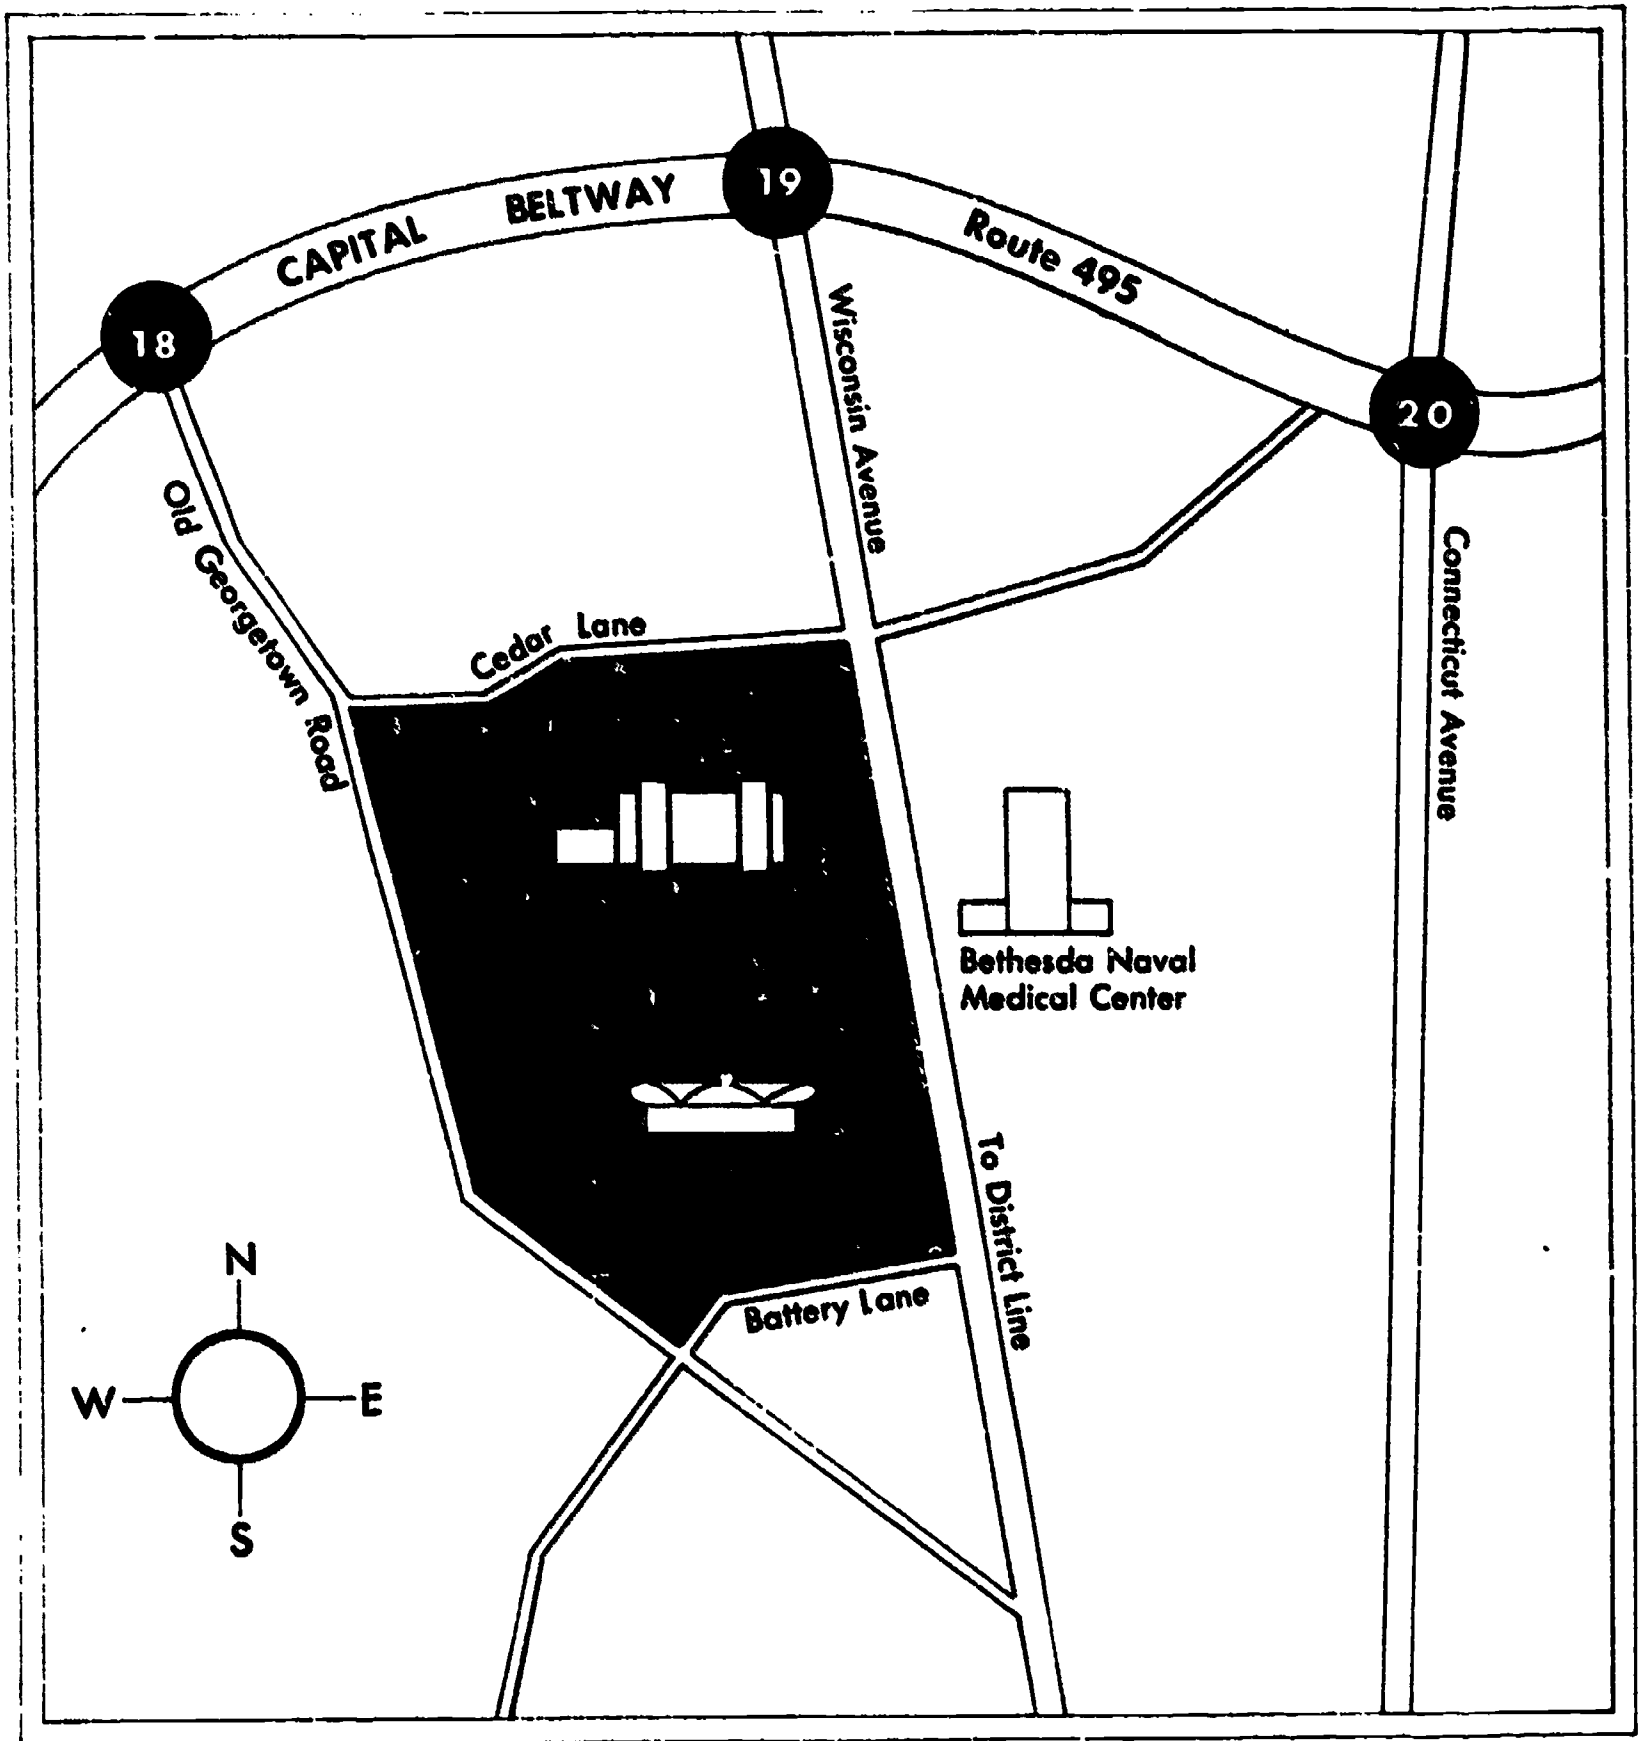 19
CAPITAL BELTWAY
Route 495
18
20
Wisconsin Avenue
Old Georgetown Road
Connecticut Avenue
Cedar Lane
Bethesda Naval
Medical Center
To District Line
Battery Lane
N
W E
S